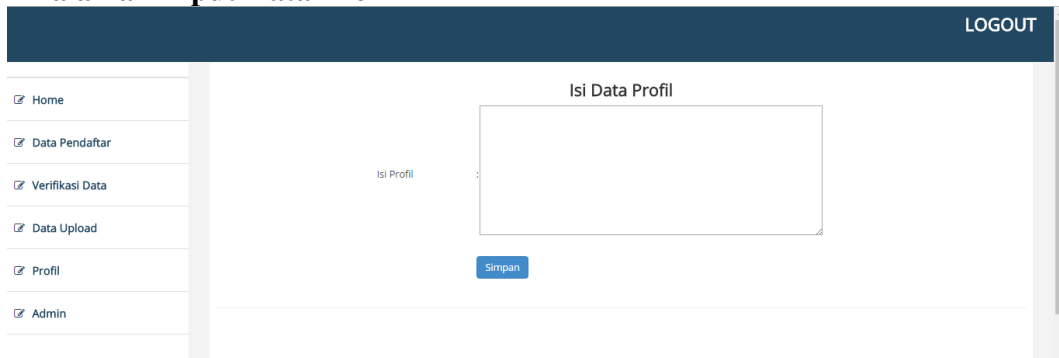 LOGOUT
Home
Data Pendaftar
Verifikasi Data
Data Upload
Profil
Admin
Isi Data Profil
Isi Profil :
Simpan